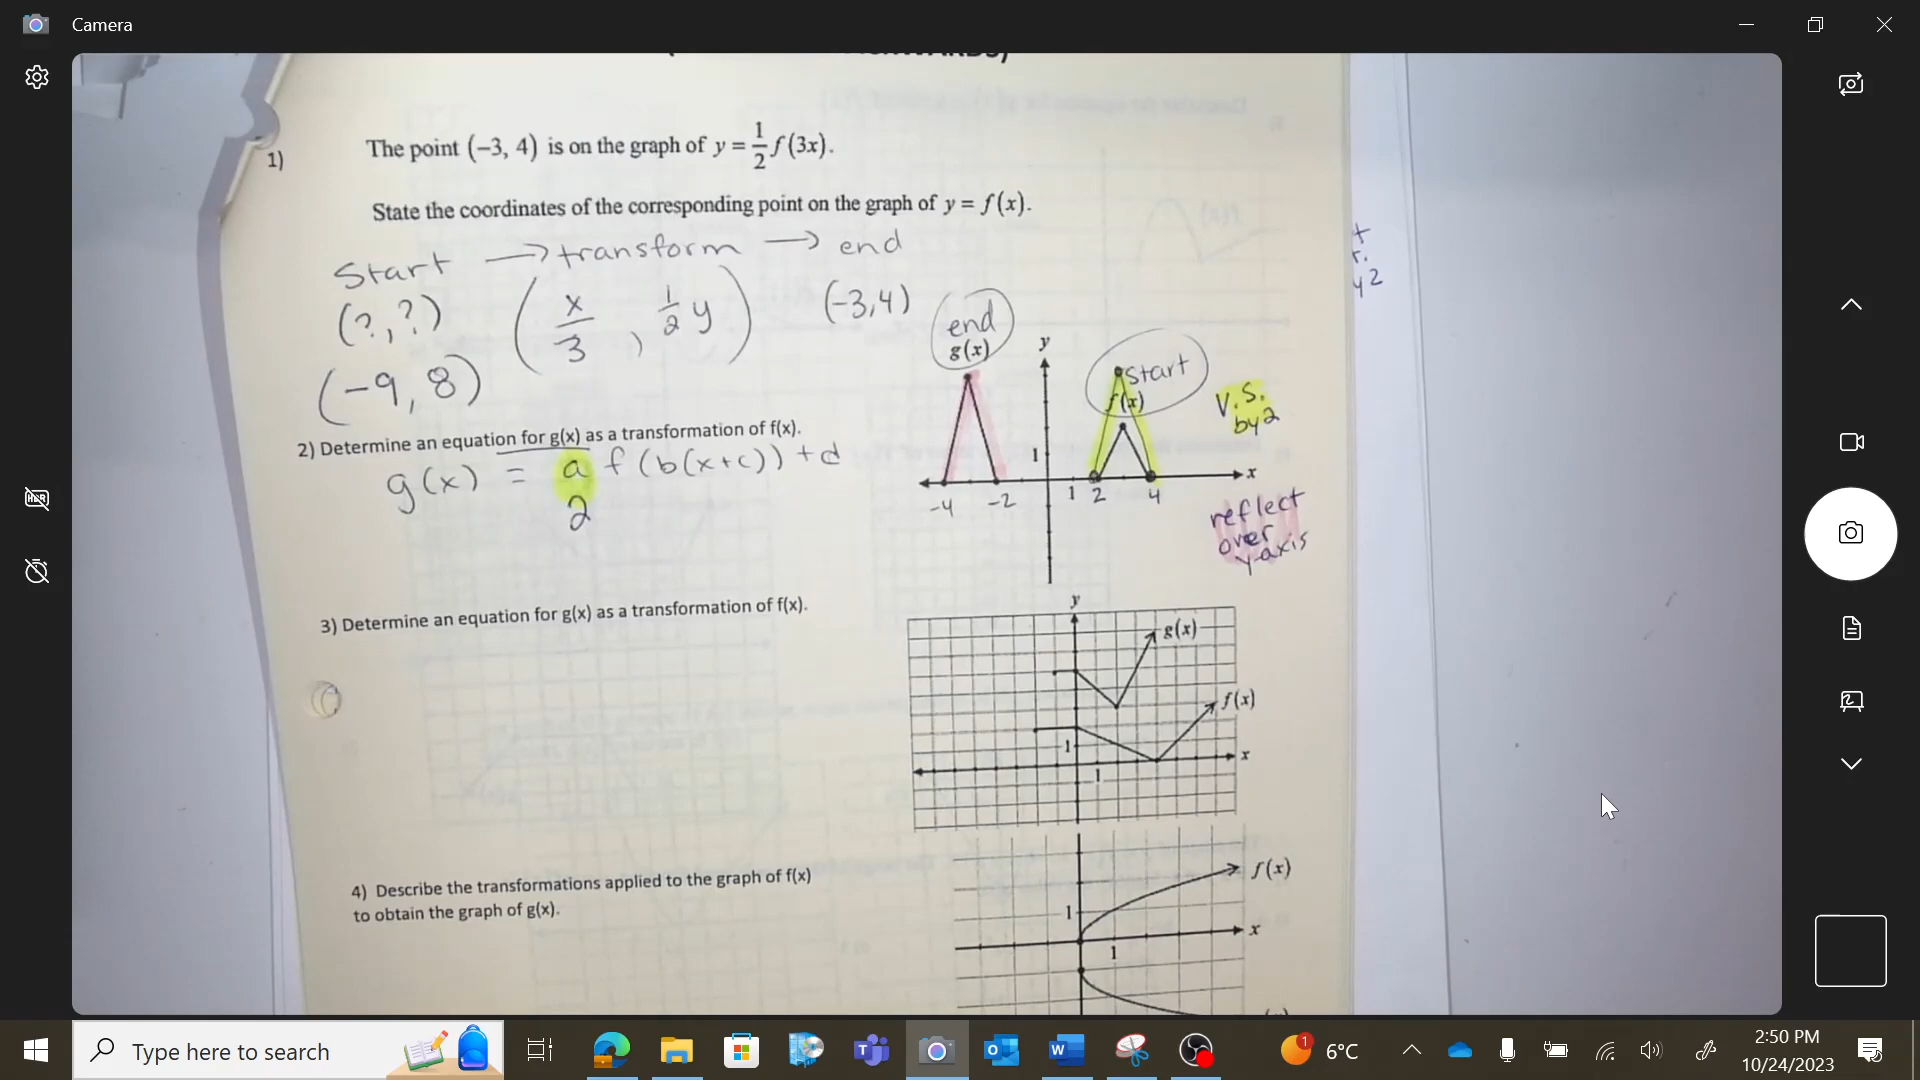 Camera
1)
The point (−3, 4) is on the graph of y = 1/2 f(3x).
State the coordinates of the corresponding point on the graph of y = f(x).
Start → transform → end
(?,?) (x/3, 1/2 y) (-3,4)
(-9, 8)
end
g(x)
y
Start
f(x)
V.S.
by 2
1
x
-4 -2 1 2 4
reflect
over
y-axis
t
r.
y 2
2) Determine an equation for g(x) as a transformation of f(x).
g(x) = a f(b(x+c)) + d
2
3) Determine an equation for g(x) as a transformation of f(x).
y
g(x)
f(x)
1
x
1
4) Describe the transformations applied to the graph of f(x)
to obtain the graph of g(x).
f(x)
1
x
1
Type here to search
1
6°C
2:50 PM
10/24/2023